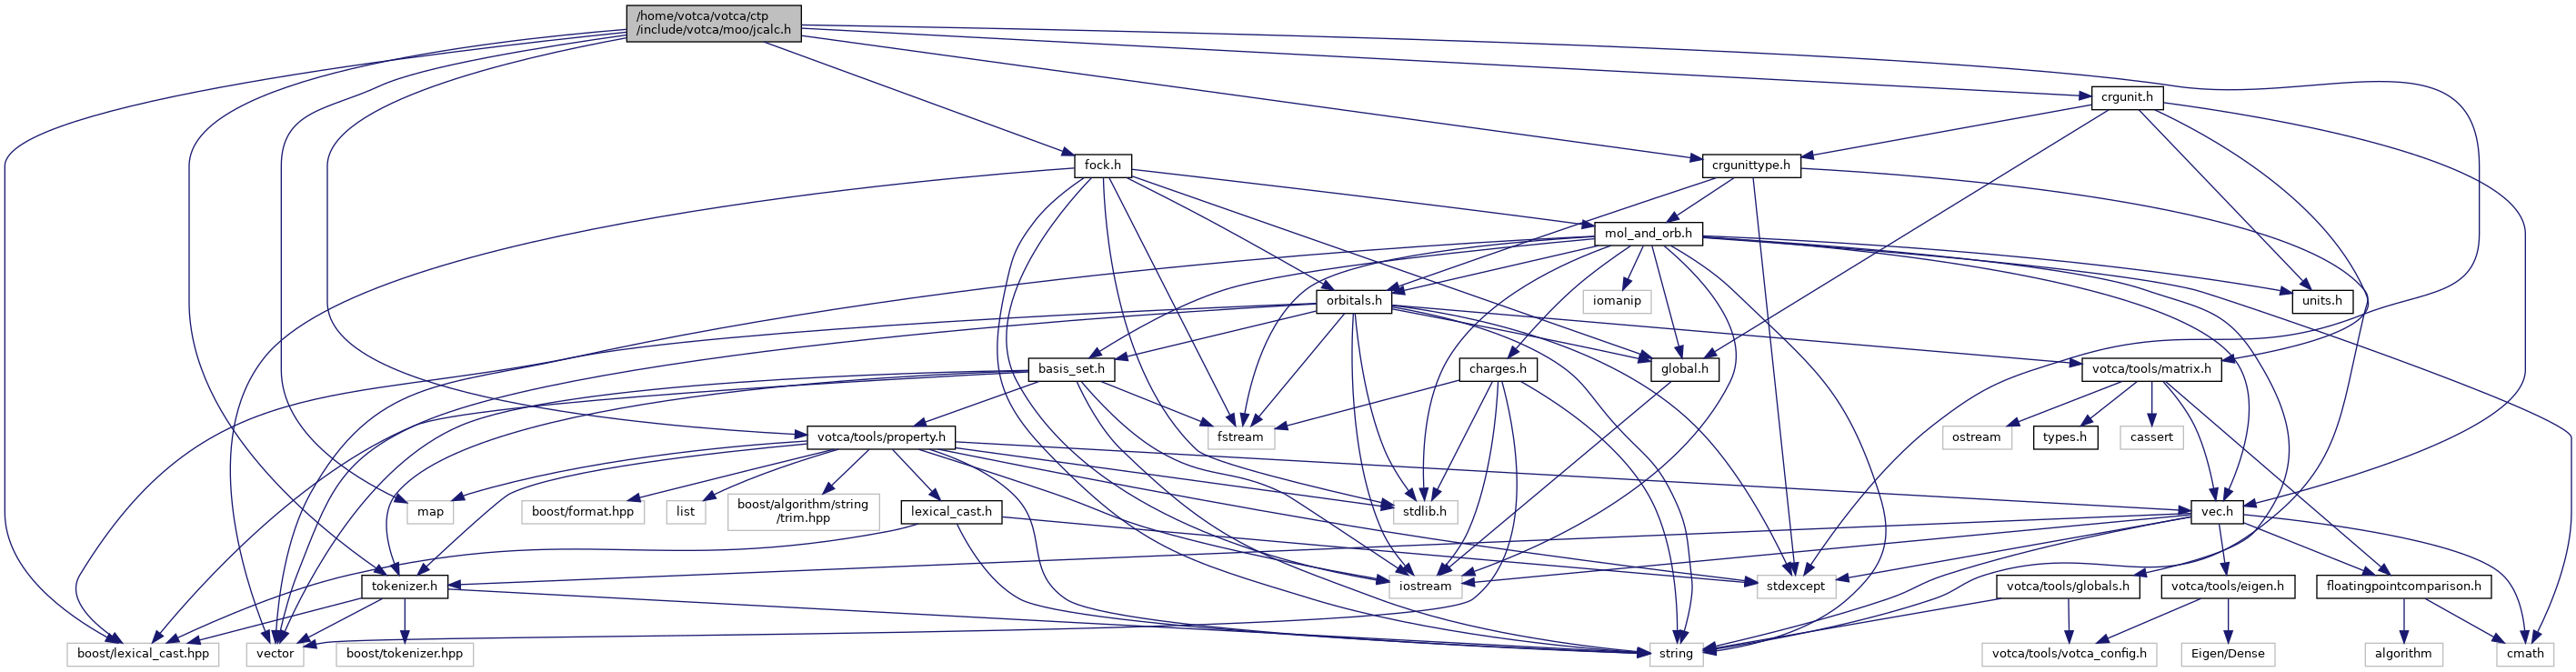 /home/votca/votca/ctp
/include/votca/moo/jcalc.h
crgunit.h
fock.h
crgunittype.h
mol_and_orb.h
iomanip
orbitals.h
units.h
basis_set.h
charges.h
global.h
votca/tools/matrix.h
votca/tools/property.h
fstream
ostream
types.h
cassert
map
boost/format.hpp
list
boost/algorithm/string
/trim.hpp
lexical_cast.h
stdlib.h
vec.h
tokenizer.h
iostream
stdexcept
votca/tools/globals.h
votca/tools/eigen.h
floatingpointcomparison.h
boost/lexical_cast.hpp
vector
boost/tokenizer.hpp
string
votca/tools/votca_config.h
Eigen/Dense
algorithm
cmath